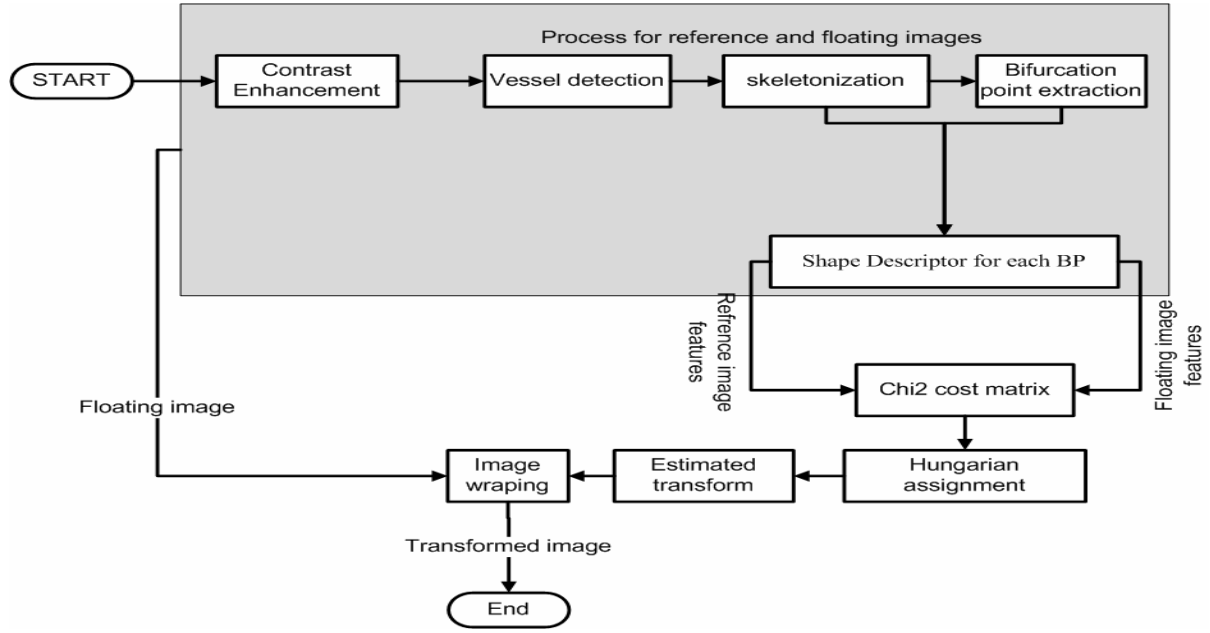 Process for reference and floating images
START
Contrast
Enhancement
Vessel detection
skeletonization
Bifurcation
point extraction
Shape Descriptor for each BP
Refrence image
features
Floating image
features
Chi2 cost matrix
Floating image
Image
wraping
Estimated
transform
Hungarian
assignment
Transformed image
End